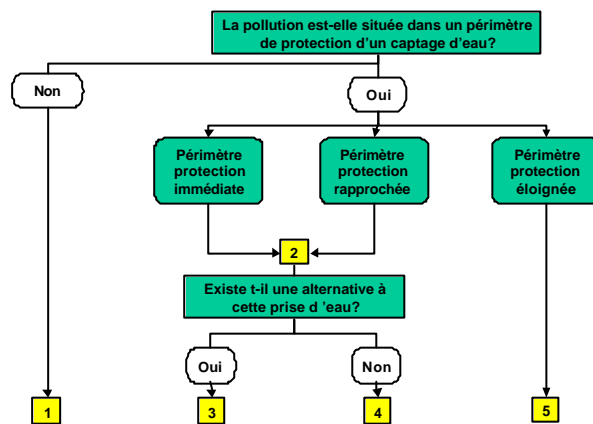 La pollution est-elle située dans un périmètre
de protection d'un captage d'eau?
Non
Oui
Périmètre
protection
immédiate
Périmètre
protection
rapprochée
Périmètre
protection
éloignée
2
Existe t-il une alternative à
cette prise d 'eau?
Oui
Non
1
3
4
5